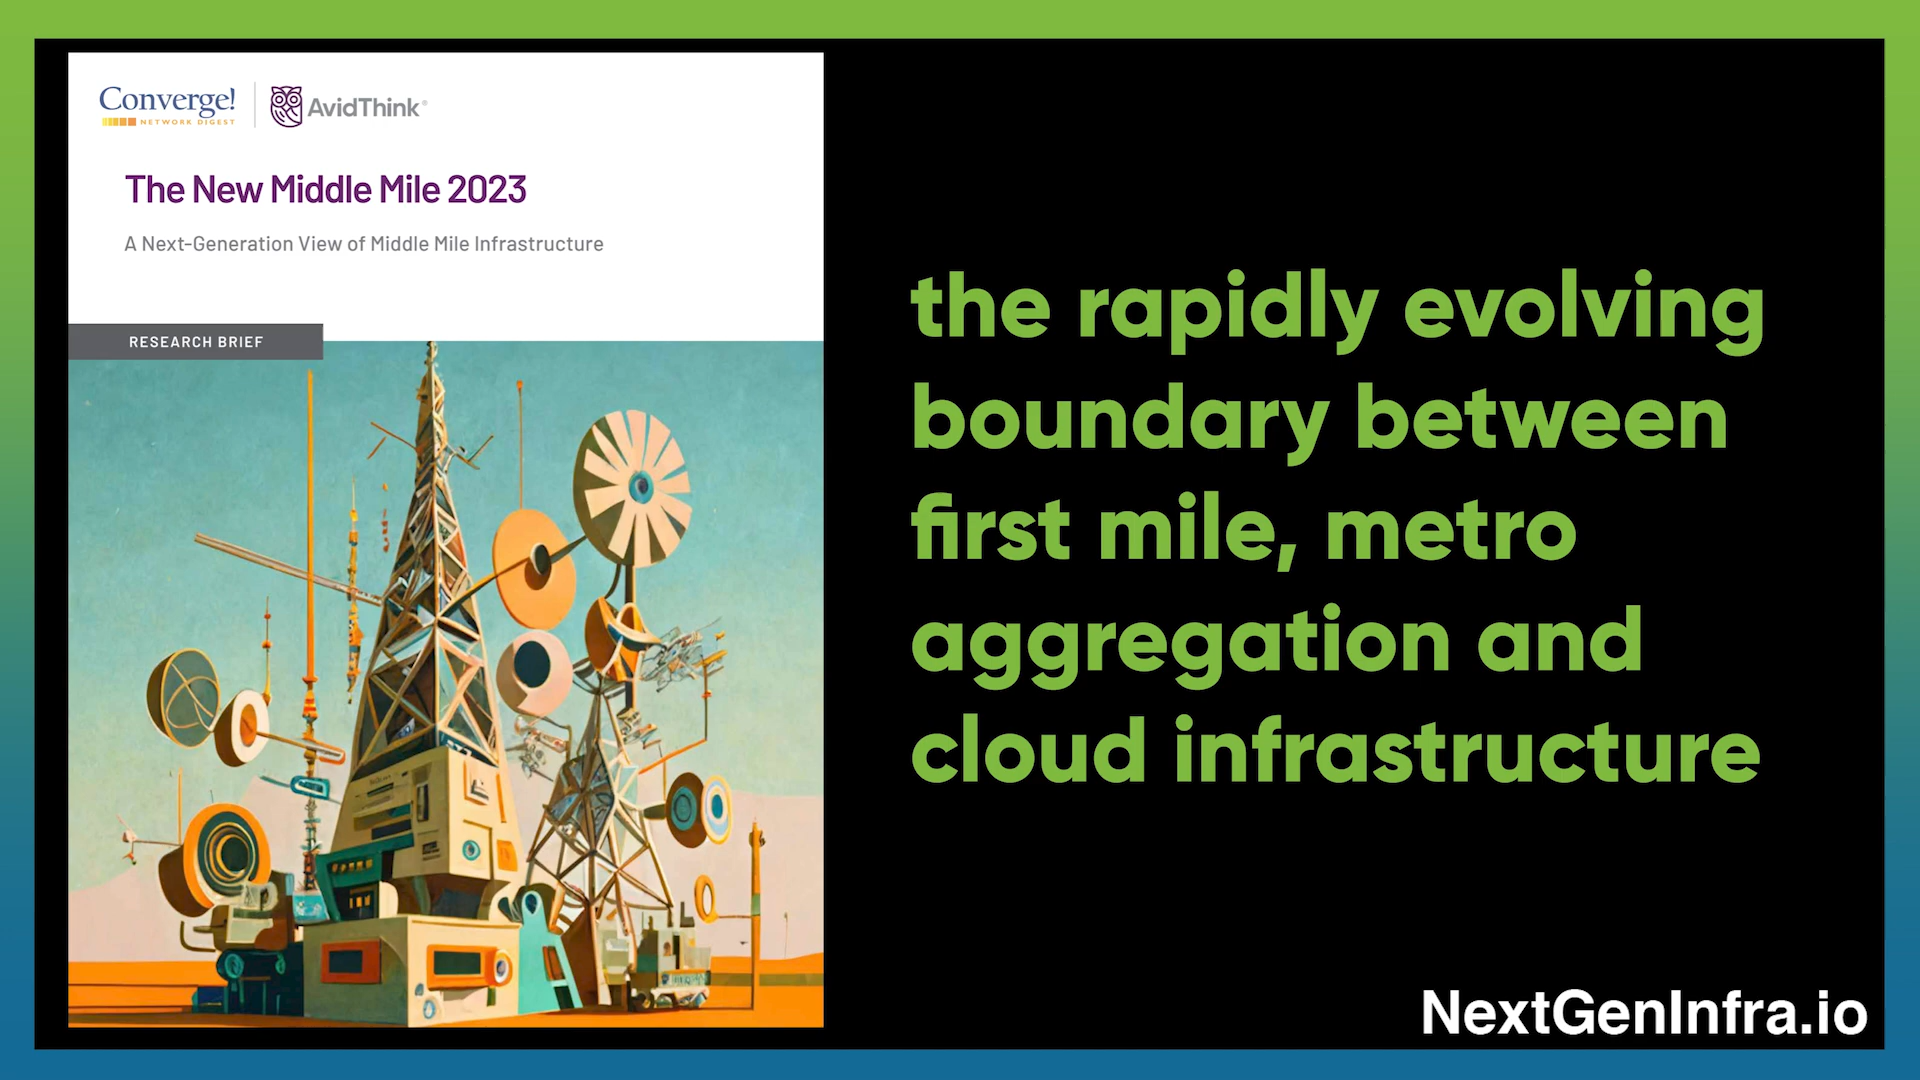 Converge!
NETWORK DIGEST
AvidThink®
The New Middle Mile 2023
A Next-Generation View of Middle Mile Infrastructure
RESEARCH BRIEF
the rapidly evolving
boundary between
first mile, metro
aggregation and
cloud infrastructure
NextGenInfra.io